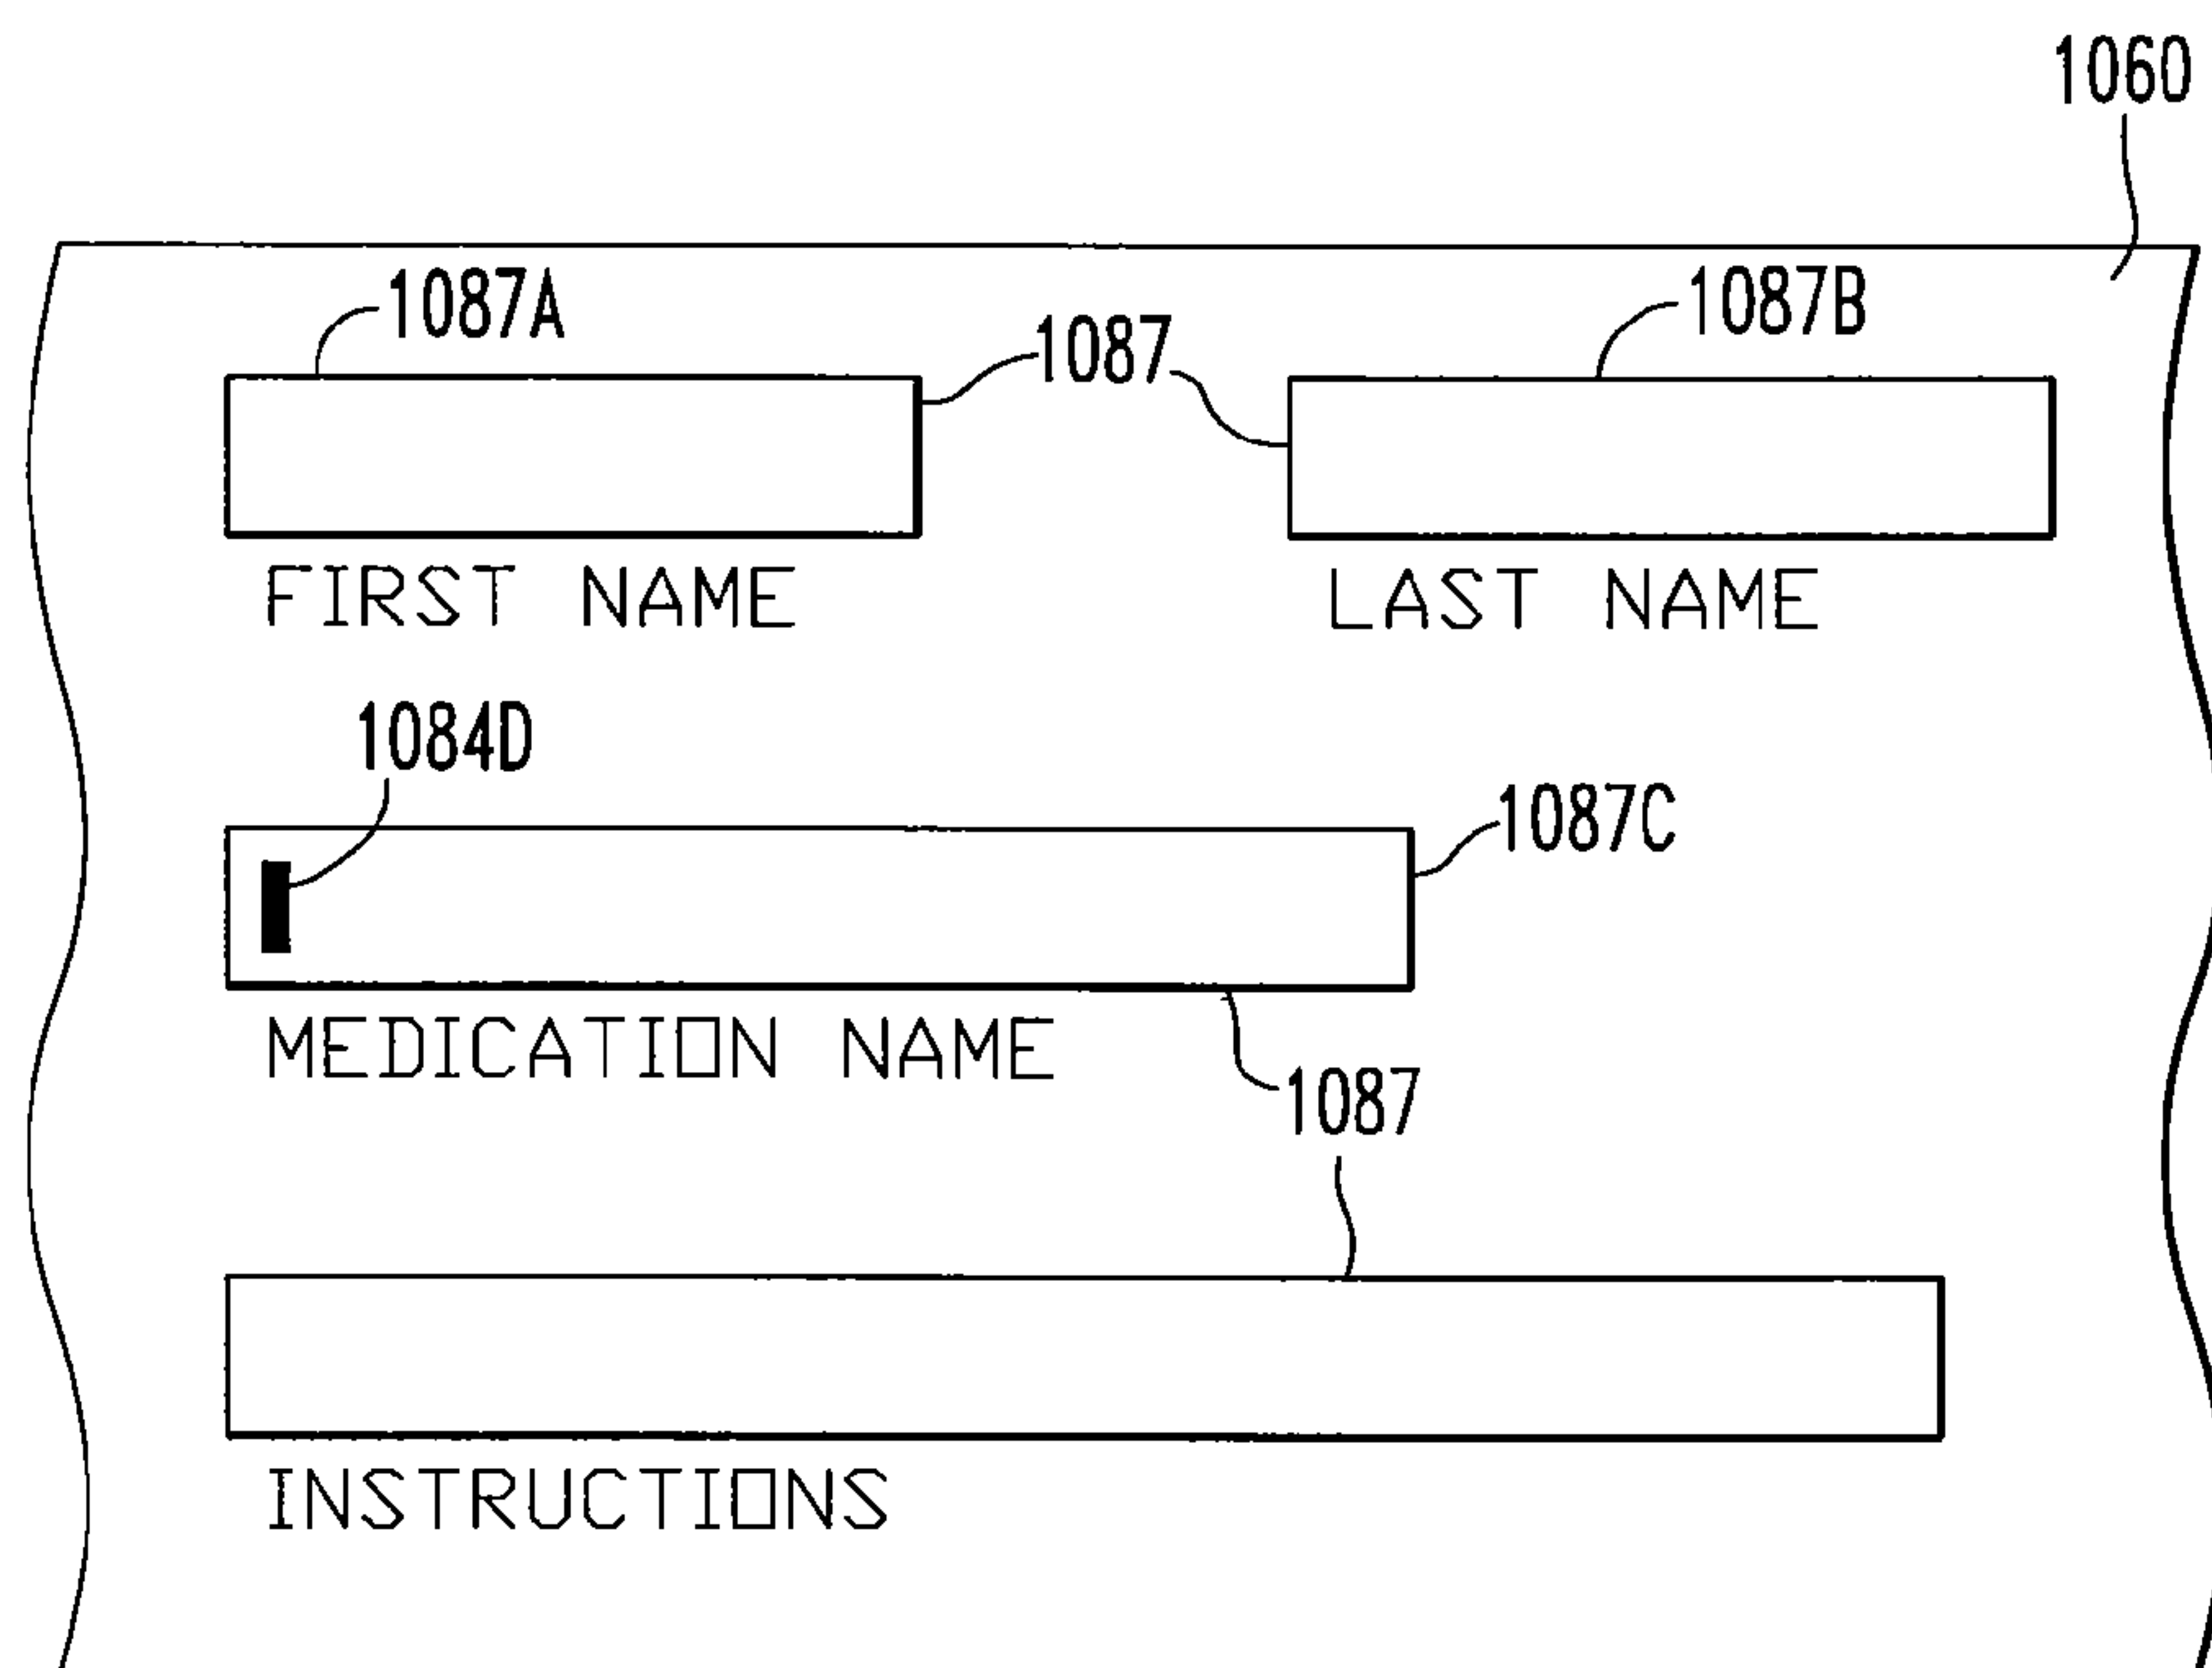 1060
1087A
1087
1087B
FIRST NAME
LAST NAME
1084D
1087C
MEDICATION NAME
1087
INSTRUCTIONS